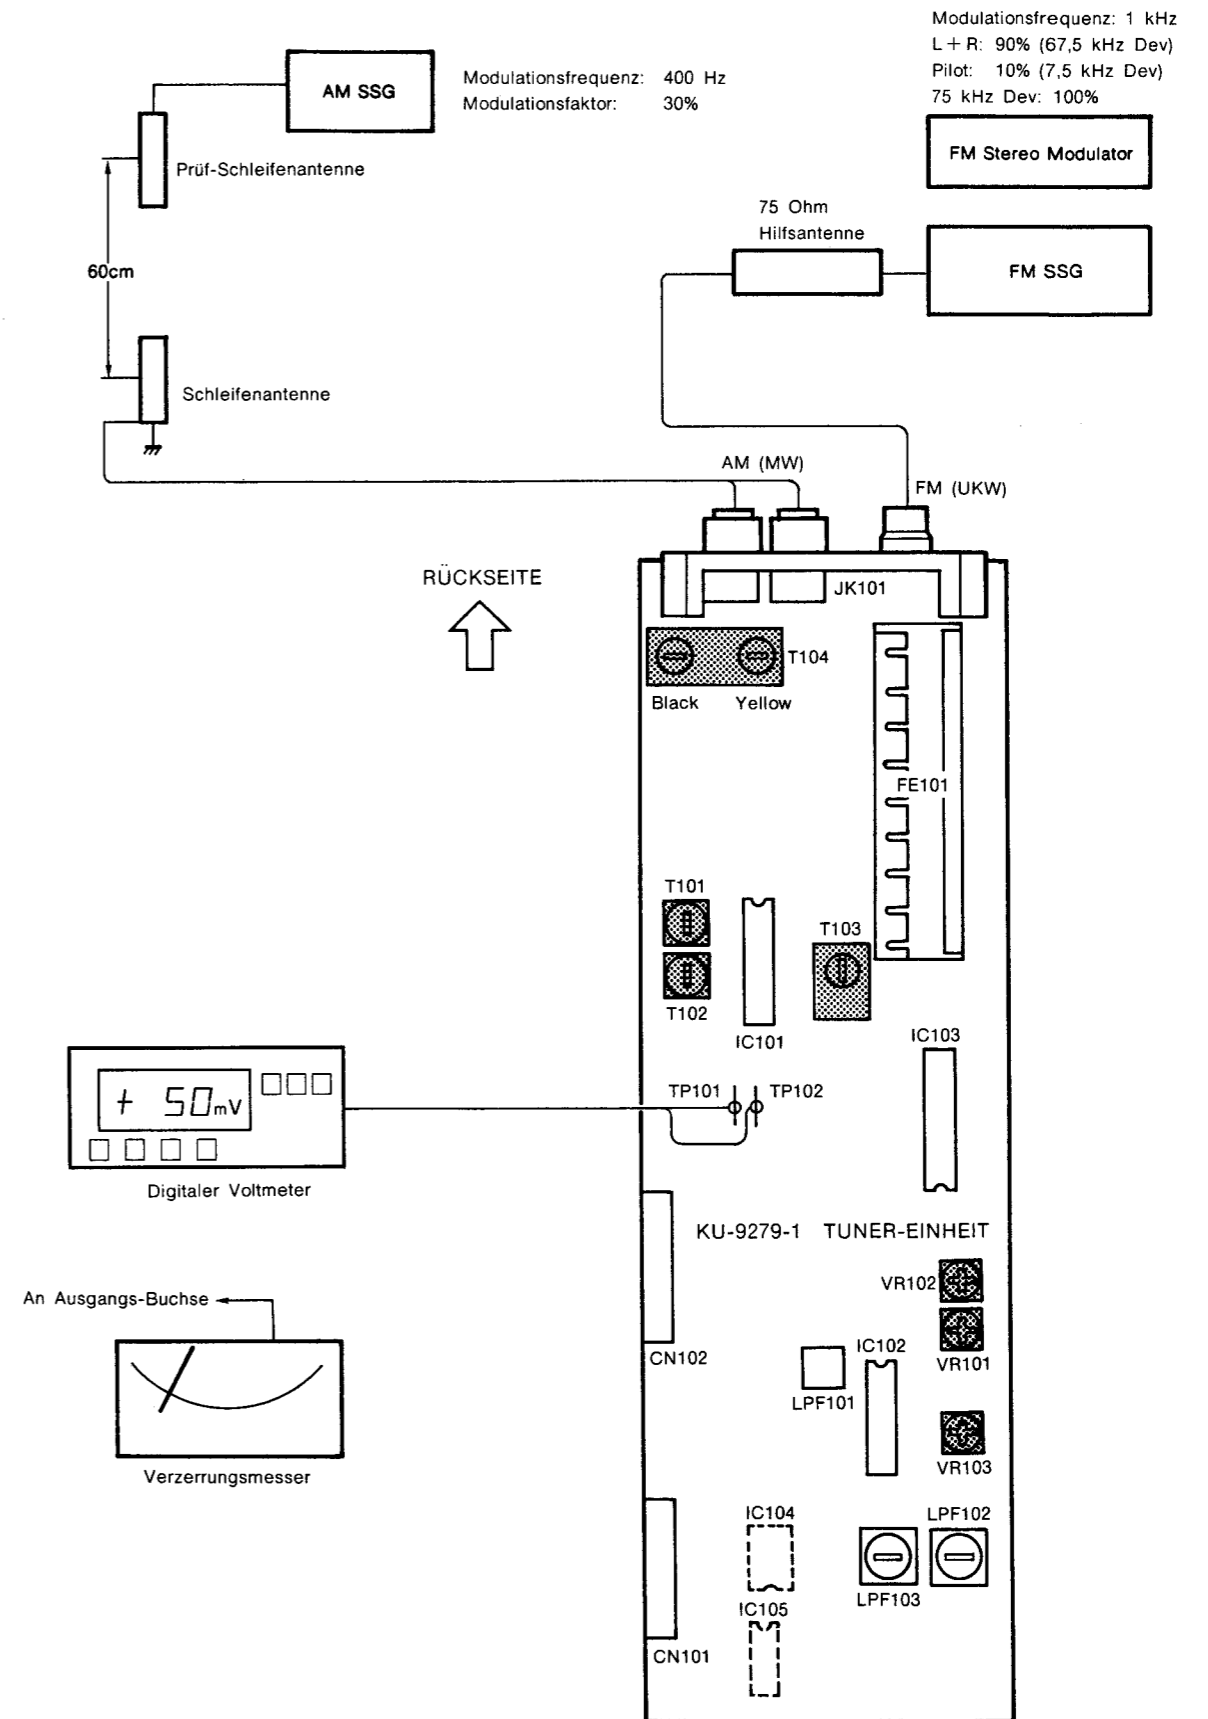 Modulationsfrequenz: 1 kHz
L + R: 90% (67,5 kHz Dev)
Pilot: 10% (7,5 kHz Dev)
75 kHz Dev: 100%
AM SSG
Modulationsfrequenz: 400 Hz
Modulationsfaktor: 30%
FM Stereo Modulator
Prüf-Schleifenantenne
75 Ohm
Hilfsantenne
FM SSG
60cm
Schleifenantenne
AM (MW)
FM (UKW)
RÜCKSEITE
JK101
T104
Black Yellow
FE101
T101
T103
T102
IC101
IC103
TP101 TP102
+ 50mV
Digitaler Voltmeter
KU-9279-1 TUNER-EINHEIT
VR102
An Ausgangs-Buchse
CN102
IC102
VR101
LPF101
VR103
Verzerrungsmesser
IC104
LPF102
LPF103
IC105
CN101